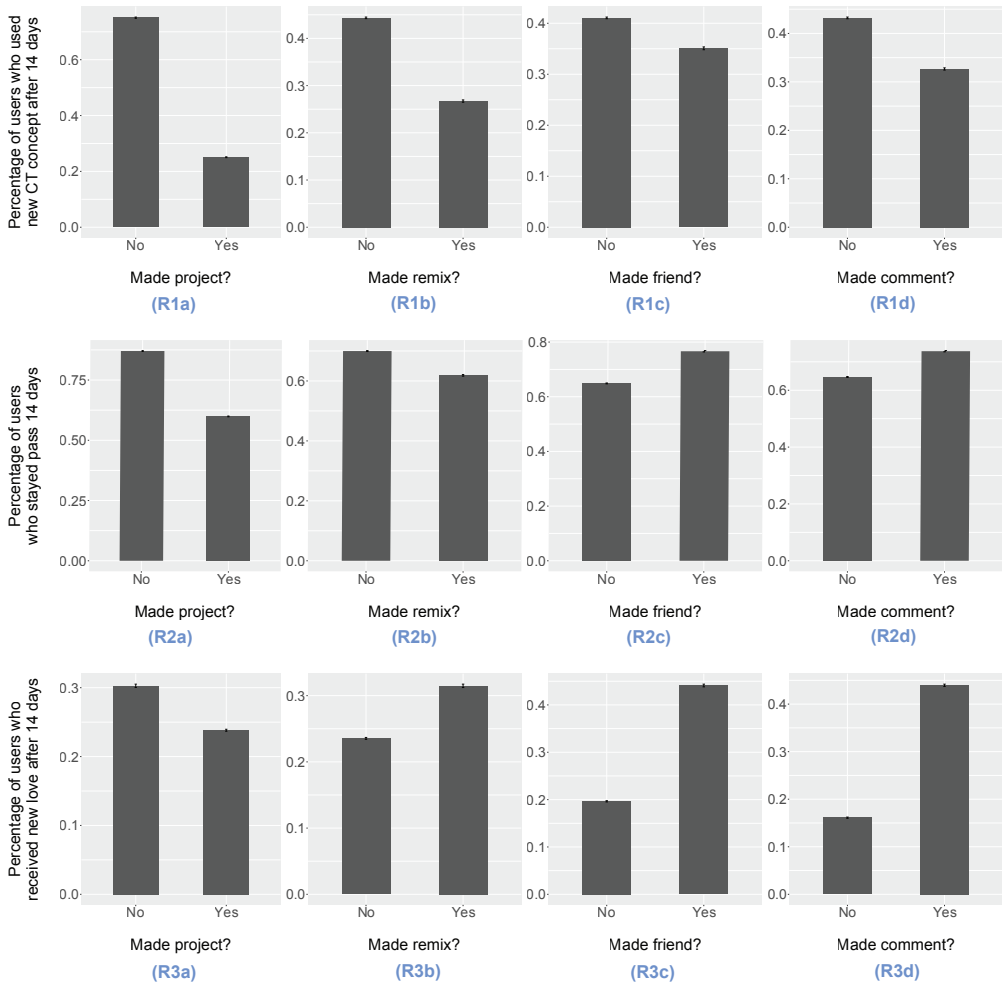 Percentage of users who used
new CT concept after 14 days
0.6
0.4
0.2
0.0
No Yes
Made project?
(R1a)
0.4
0.3
0.2
0.1
0.0
No Yes
Made remix?
(R1b)
0.4
0.3
0.2
0.1
0.0
No Yes
Made friend?
(R1c)
0.4
0.3
0.2
0.1
0.0
No Yes
Made comment?
(R1d)
Percentage of users
who stayed pass 14 days
0.75
0.50
0.25
0.00
No Yes
Made project?
(R2a)
0.6
0.4
0.2
0.0
No Yes
Made remix?
(R2b)
0.8
0.6
0.4
0.2
0.0
No Yes
Made friend?
(R2c)
0.6
0.4
0.2
0.0
No Yes
Made comment?
(R2d)
Percentage of users who
received new love after 14 days
0.3
0.2
0.1
0.0
No Yes
Made project?
(R3a)
0.3
0.2
0.1
0.0
No Yes
Made remix?
(R3b)
0.4
0.3
0.2
0.1
0.0
No Yes
Made friend?
(R3c)
0.4
0.3
0.2
0.1
0.0
No Yes
Made comment?
(R3d)